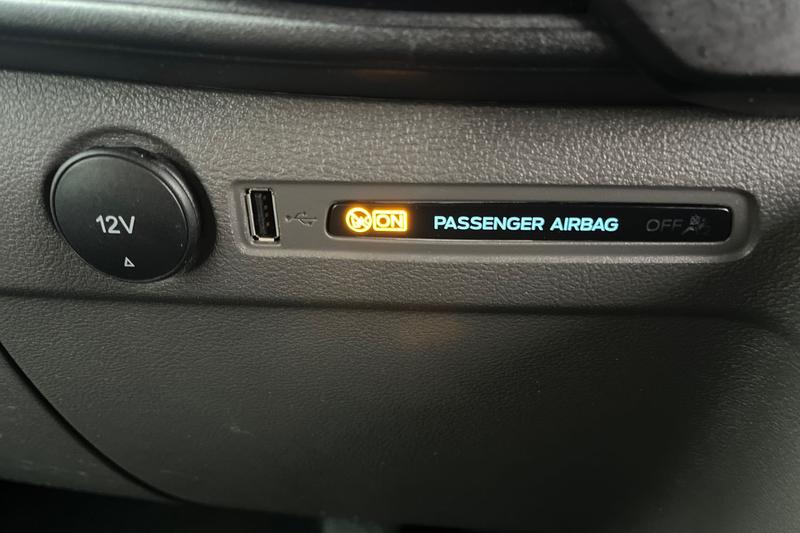 12V
ON PASSENGER AIRBAG OFF